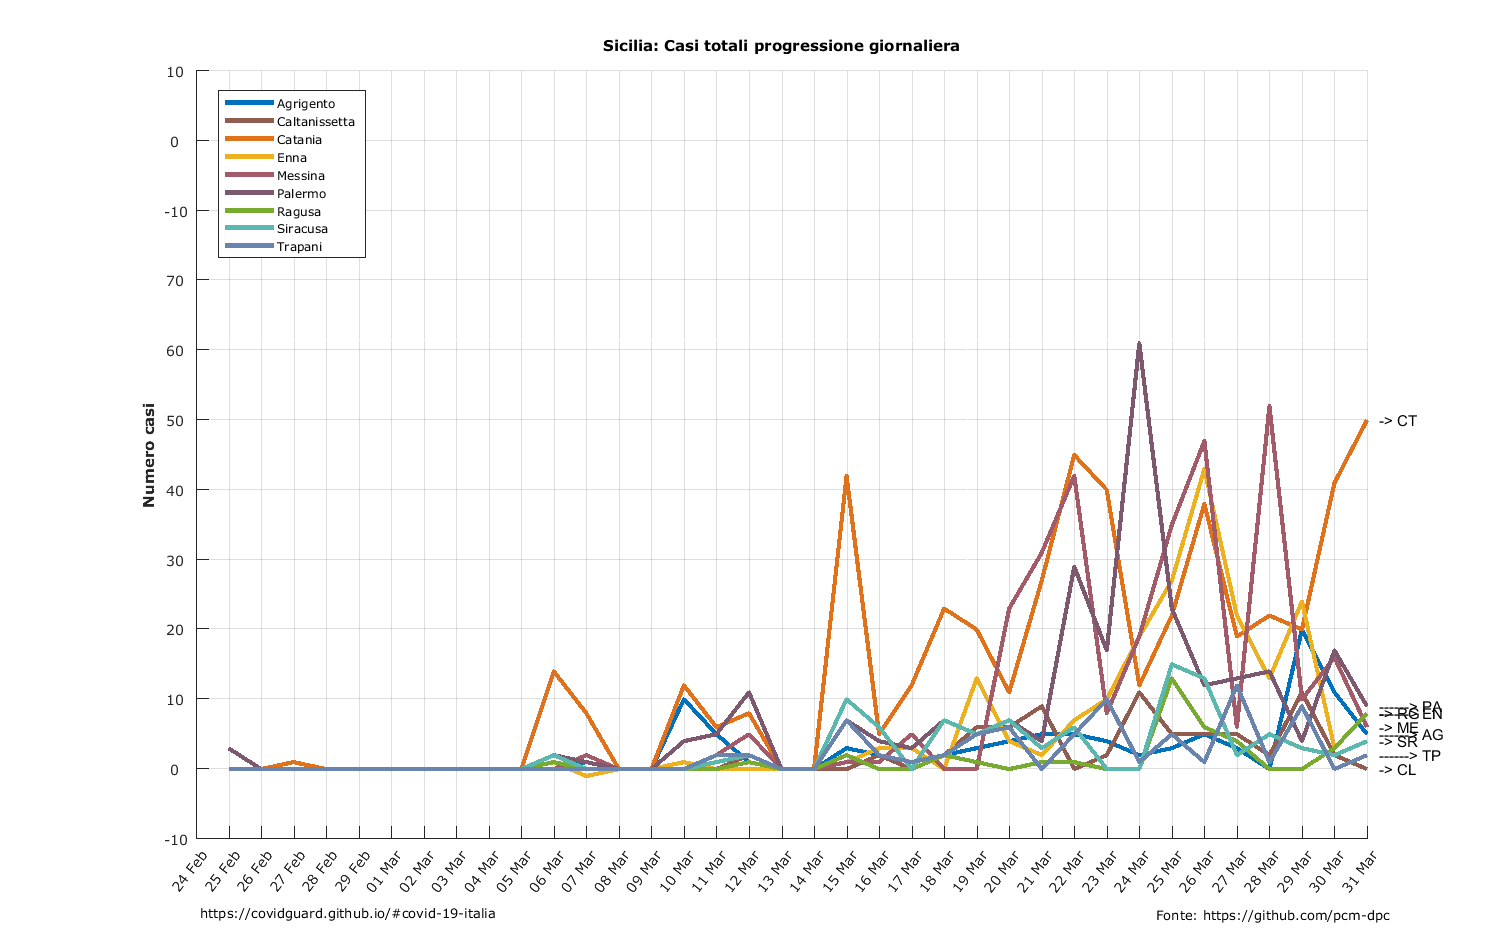 Sicilia: Casi totali progressione giornaliera
10
0
-10
70
60
50
40
30
20
10
0
-10
Numero casi
Agrigento
Caltanissetta
Catania
Enna
Messina
Palermo
Ragusa
Siracusa
Trapani
-> CT
------> PA
-> RG
EN
-> ME
------> AG
-> SR
------> TP
-> CL
24 Feb
25 Feb
26 Feb
27 Feb
28 Feb
29 Feb
01 Mar
02 Mar
03 Mar
04 Mar
05 Mar
06 Mar
07 Mar
08 Mar
09 Mar
10 Mar
11 Mar
12 Mar
13 Mar
14 Mar
15 Mar
16 Mar
17 Mar
18 Mar
19 Mar
20 Mar
21 Mar
22 Mar
23 Mar
24 Mar
25 Mar
26 Mar
27 Mar
28 Mar
29 Mar
30 Mar
31 Mar
https://covidguard.github.io/#covid-19-italia
Fonte: https://github.com/pcm-dpc